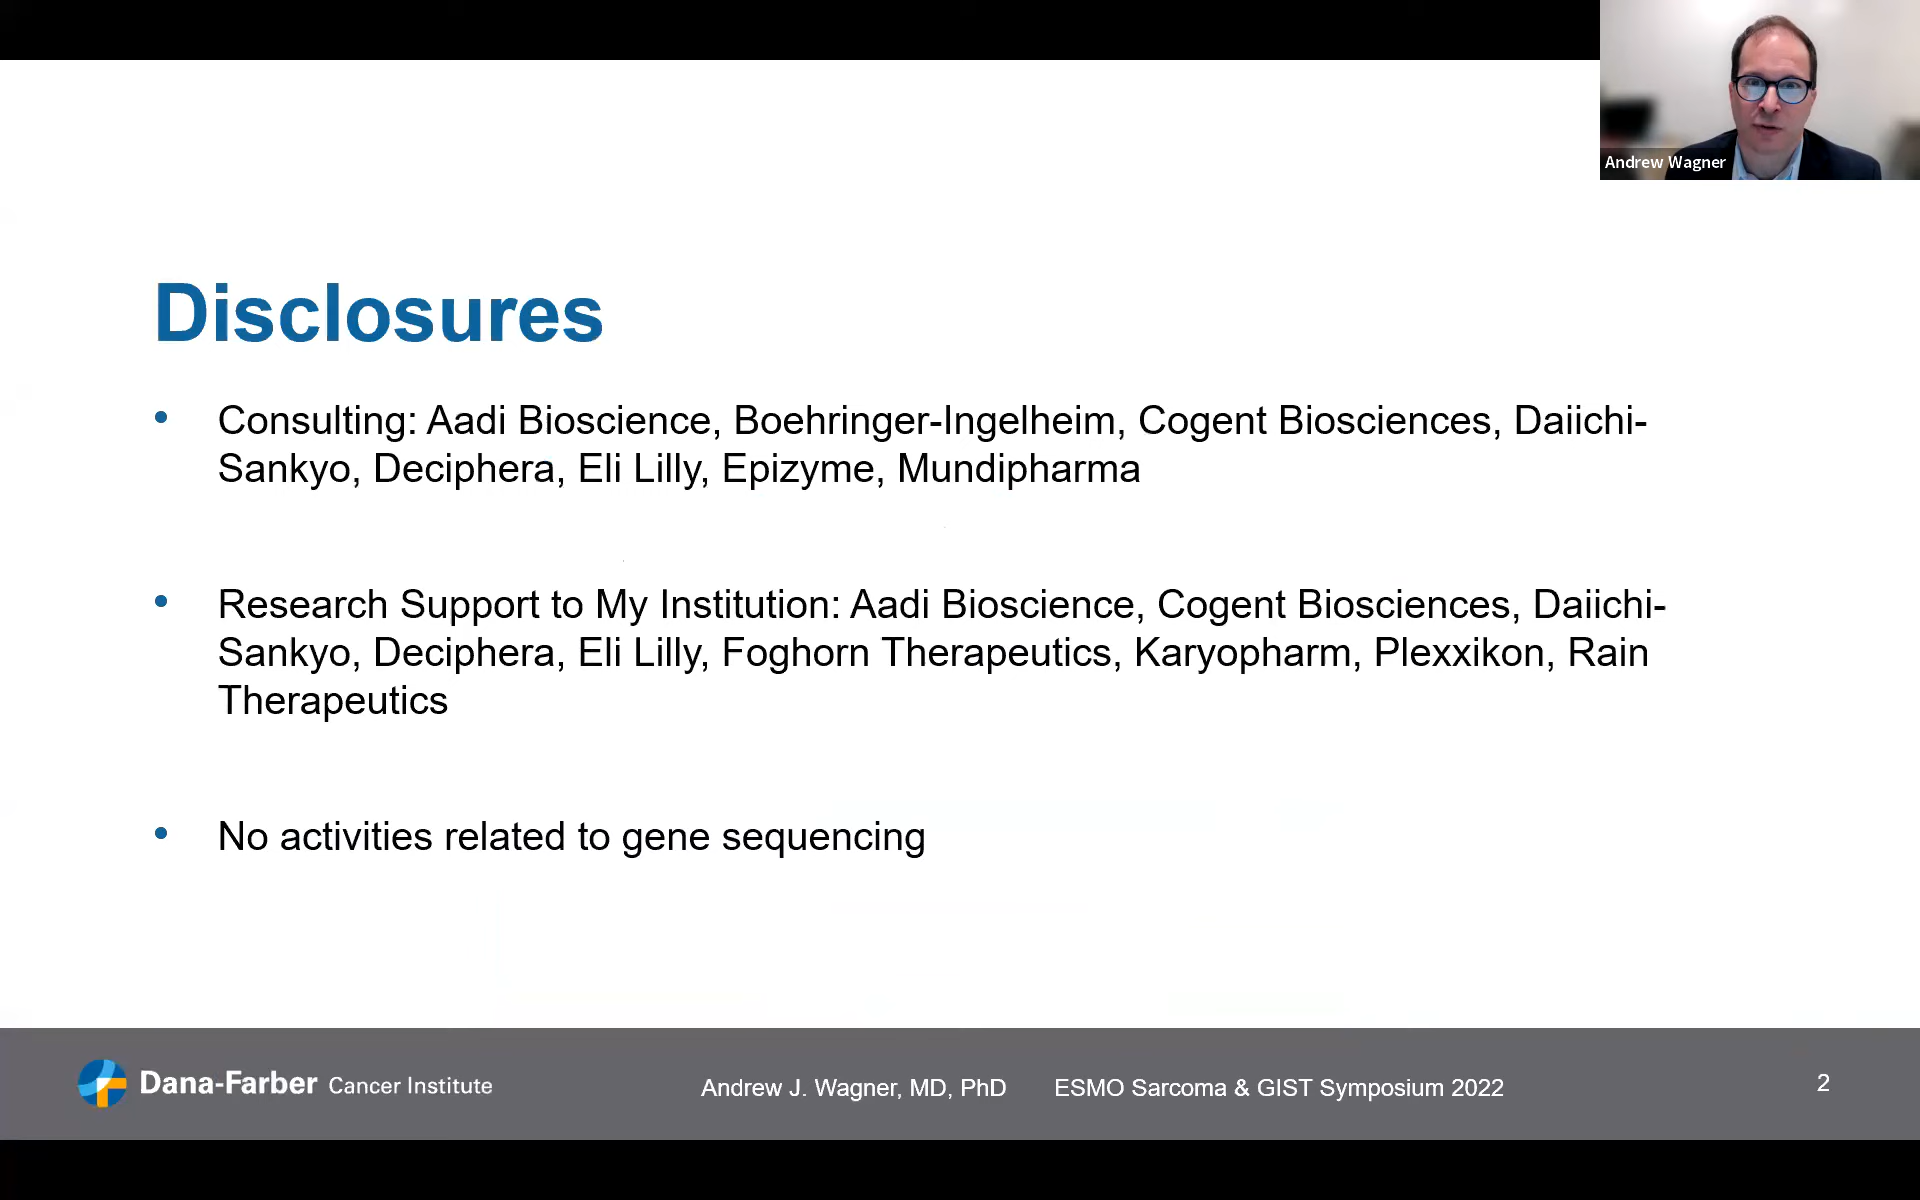 Andrew Wagner
Disclosures
• Consulting: Aadi Bioscience, Boehringer-Ingelheim, Cogent Biosciences, Daiichi-
Sankyo, Deciphera, Eli Lilly, Epizyme, Mundipharma
• Research Support to My Institution: Aadi Bioscience, Cogent Biosciences, Daiichi-
Sankyo, Deciphera, Eli Lilly, Foghorn Therapeutics, Karyopharm, Plexxikon, Rain
Therapeutics
• No activities related to gene sequencing
Dana-Farber Cancer Institute
Andrew J. Wagner, MD, PhD ESMO Sarcoma & GIST Symposium 2022
2